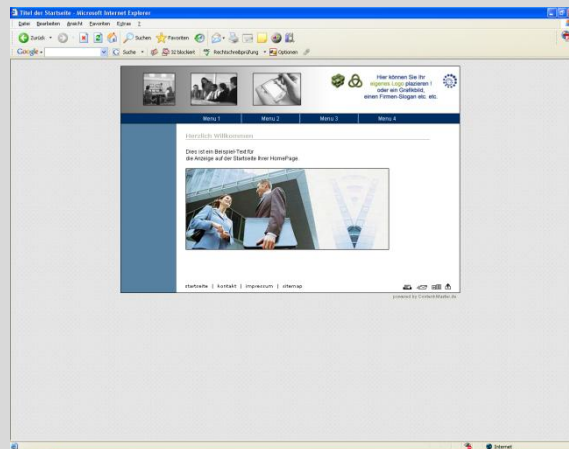 Titel der Startseite - Microsoft Internet Explorer
Datei Bearbeiten Ansicht Favoriten Extras ?
Zurück Suchen Favoriten
Google Suche 32 blockiert Rechtschreibprüfung Optionen
Hier können Sie Ihr
eigenes Logo plazieren !
oder ein Grafikbild,
einen Firmen-Slogan etc. etc.
Menu 1 Menu 2 Menu 3 Menu 4
Herzlich Willkommen
Dies ist ein Beispiel-Text für
die Anzeige auf der Startseite Ihrer HomePage.
startseite | kontakt | impressum | sitemap
powered by
Internet